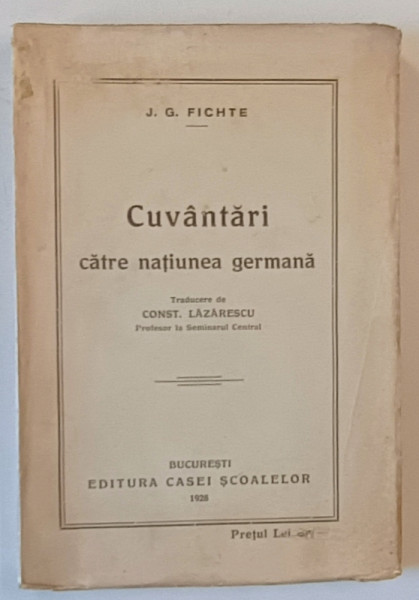 J. G. FICHTE
Cuvântări
către națiunea germană
Traducere de
CONST. LĂZĂRESCU
Profesor la Seminarul Central
BUCUREȘTI
EDITURA CASEI ȘCOALELOR
1928
Prețul Lei